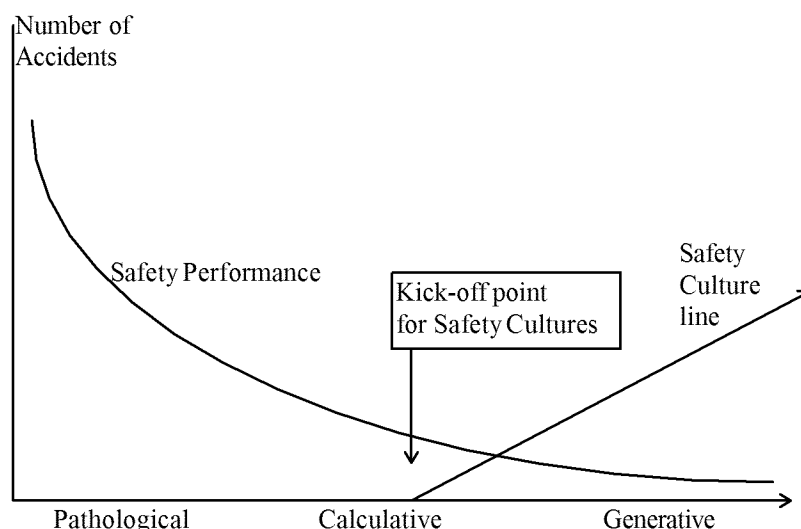 Number of
Accidents
Safety Performance
Kick-off point
for Safety Cultures
Safety
Culture
line
Pathological
Calculative
Generative